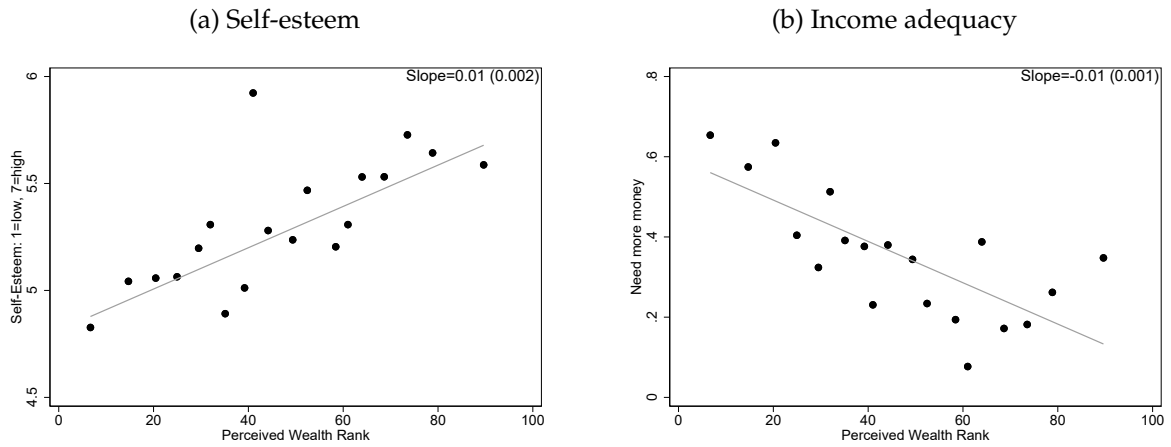 (a) Self-esteem
Slope=0.01 (0.002)
Self-Esteem: 1=low, 7=high
6
5.5
5
4.5
0 20 40 60 80 100
Perceived Wealth Rank
(b) Income adequacy
Slope=-0.01 (0.001)
Need more money
.8
.6
.4
.2
0
0 20 40 60 80 100
Perceived Wealth Rank